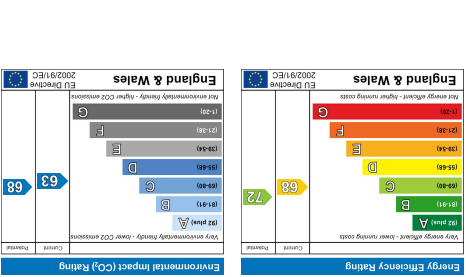 Energy Efficiency Rating
Current Potential
Very energy efficient - lower running costs
(92 plus) A
(81-91) B
(69-80) C
(55-68) D
(39-54) E
(21-38) F
(1-20) G
68
72
Not energy efficient - higher running costs
England & Wales
EU Directive
2002/91/EC
Environmental Impact (CO₂) Rating
Current Potential
Very environmentally friendly - lower CO2 emissions
(92 plus) A
(81-91) B
(69-80) C
(55-68) D
(39-54) E
(21-38) F
(1-20) G
63
68
Not environmentally friendly - higher CO2 emissions
England & Wales
EU Directive
2002/91/EC